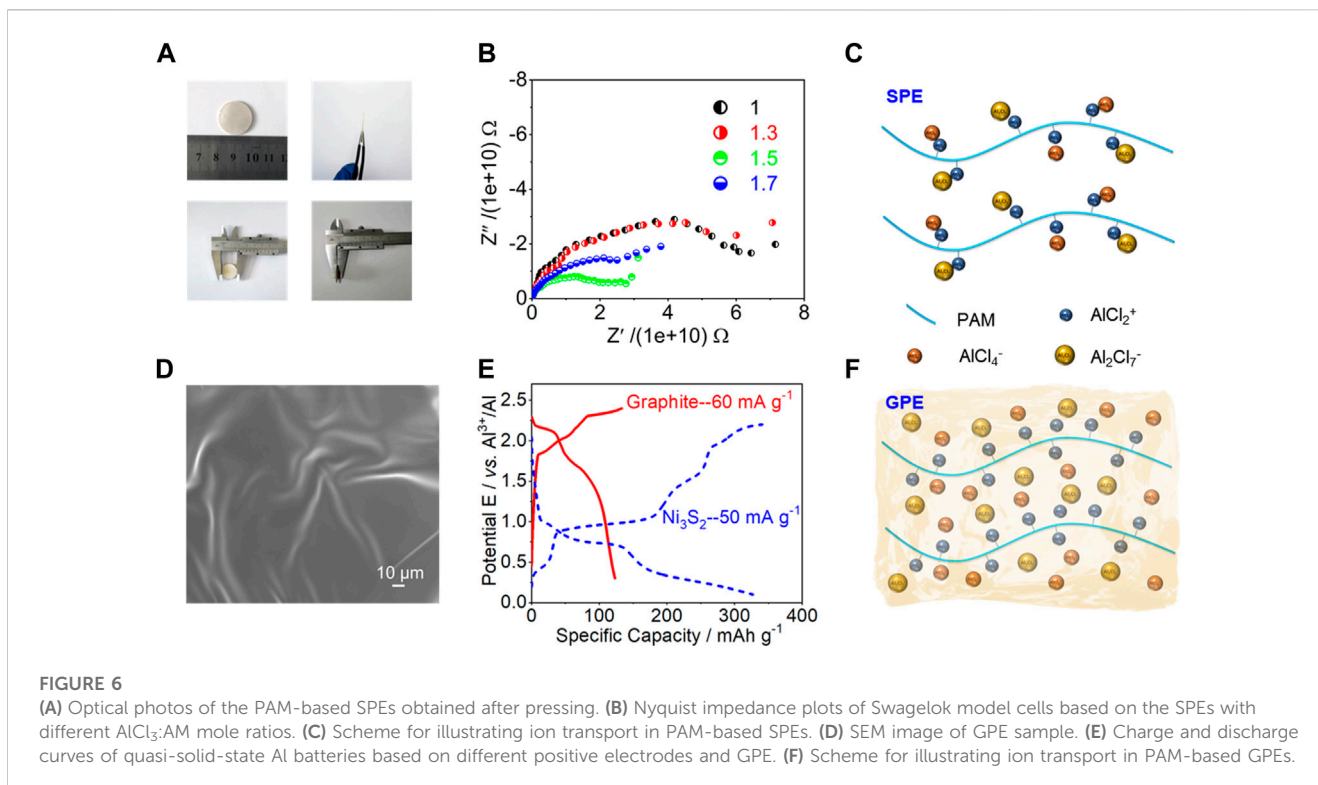 A
7 8 9 10 11 12
B
-8
-6
-4
-2
0
Z″ /(1e+10) Ω
1
1.3
1.5
1.7
0 2 4 6 8
Z′ /(1e+10) Ω
C
SPE
PAM
AlCl₂⁺
AlCl₄⁻
Al₂Cl₇⁻
D
10 μm
E
2.5
2.0
1.5
1.0
0.5
0.0
Potential E / vs. Al³⁺/Al
Graphite--60 mA g⁻¹
Ni₃S₂--50 mA g⁻¹
0 100 200 300 400
Specific Capacity / mAh g⁻¹
F
GPE
FIGURE 6
(A) Optical photos of the PAM-based SPEs obtained after pressing. (B) Nyquist impedance plots of Swagelok model cells based on the SPEs with
different AlCl₃:AM mole ratios. (C) Scheme for illustrating ion transport in PAM-based SPEs. (D) SEM image of GPE sample. (E) Charge and discharge
curves of quasi-solid-state Al batteries based on different positive electrodes and GPE. (F) Scheme for illustrating ion transport in PAM-based GPEs.